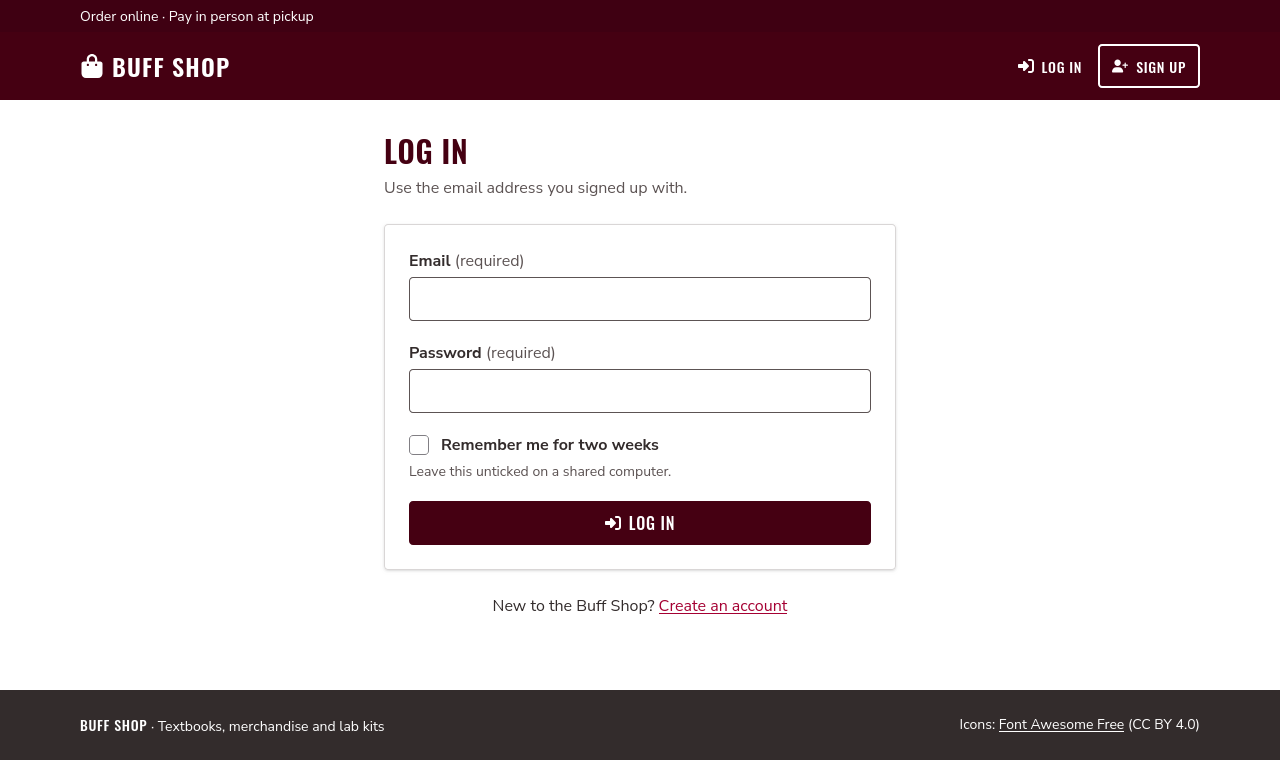 Order online · Pay in person at pickup
BUFF SHOP
LOG IN
SIGN UP
LOG IN
Use the email address you signed up with.
Email (required)
Password (required)
Remember me for two weeks
Leave this unticked on a shared computer.
LOG IN
New to the Buff Shop? Create an account
BUFF SHOP · Textbooks, merchandise and lab kits
Icons: Font Awesome Free (CC BY 4.0)